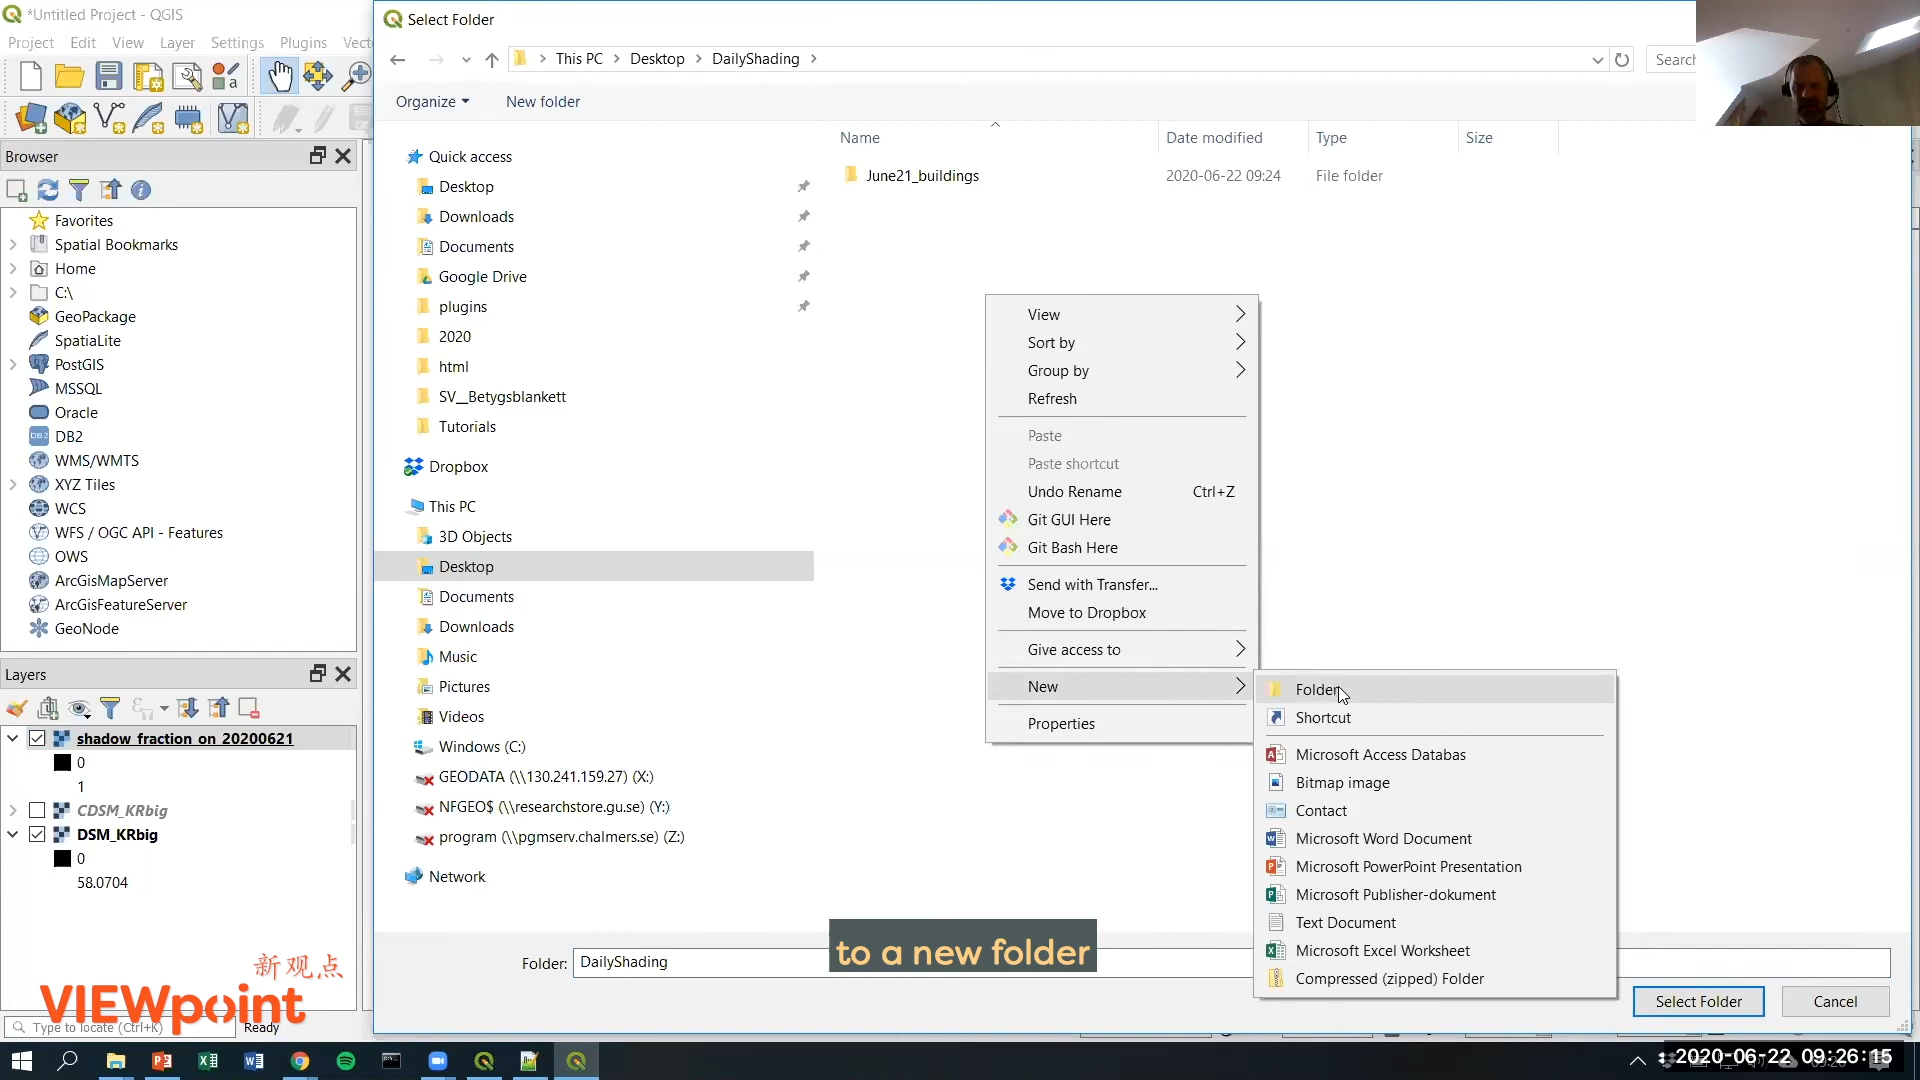 *Untitled Project - QGIS
Project Edit View Layer Settings Plugins Vect
Select Folder
This PC > Desktop > DailyShading >
Search
Organize New folder
Name Date modified Type Size
June21_buildings 2020-06-22 09:24 File folder
Browser
Favorites
Spatial Bookmarks
Home
C:\
GeoPackage
SpatiaLite
PostGIS
MSSQL
Oracle
DB2
WMS/WMTS
XYZ Tiles
WCS
WFS / OGC API - Features
OWS
ArcGisMapServer
ArcGisFeatureServer
GeoNode
Layers
shadow_fraction_on_20200621
0
1
CDSM_KRbig
DSM_KRbig
0
58.0704
新观点
VIEWpoint
Type to locate (Ctrl+K)
Ready
Quick access
Desktop
Downloads
Documents
Google Drive
plugins
2020
html
SV__Betygsblankett
Tutorials
Dropbox
This PC
3D Objects
Desktop
Documents
Downloads
Music
Pictures
Videos
Windows (C:)
GEODATA (\\130.241.159.27) (X:)
NFGEO$ (\\researchstore.gu.se) (Y:)
program (\\pgmserv.chalmers.se) (Z:)
Network
View
Sort by
Group by
Refresh
Paste
Paste shortcut
Undo Rename Ctrl+Z
Git GUI Here
Git Bash Here
Send with Transfer...
Move to Dropbox
Give access to
New
Properties
Folder
Shortcut
Microsoft Access Databas
Bitmap image
Contact
Microsoft Word Document
Microsoft PowerPoint Presentation
Microsoft Publisher-dokument
Text Document
Microsoft Excel Worksheet
Compressed (zipped) Folder
Folder: DailyShading
to a new folder
Select Folder Cancel
2020-06-22 09:26:15